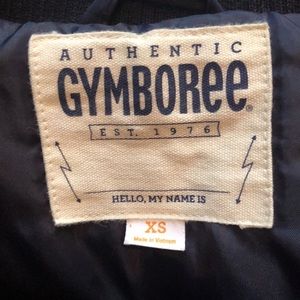 AUTHENTIC
GYMBOREE®
EST. 1976
HELLO, MY NAME IS
XS
Made in Vietnam